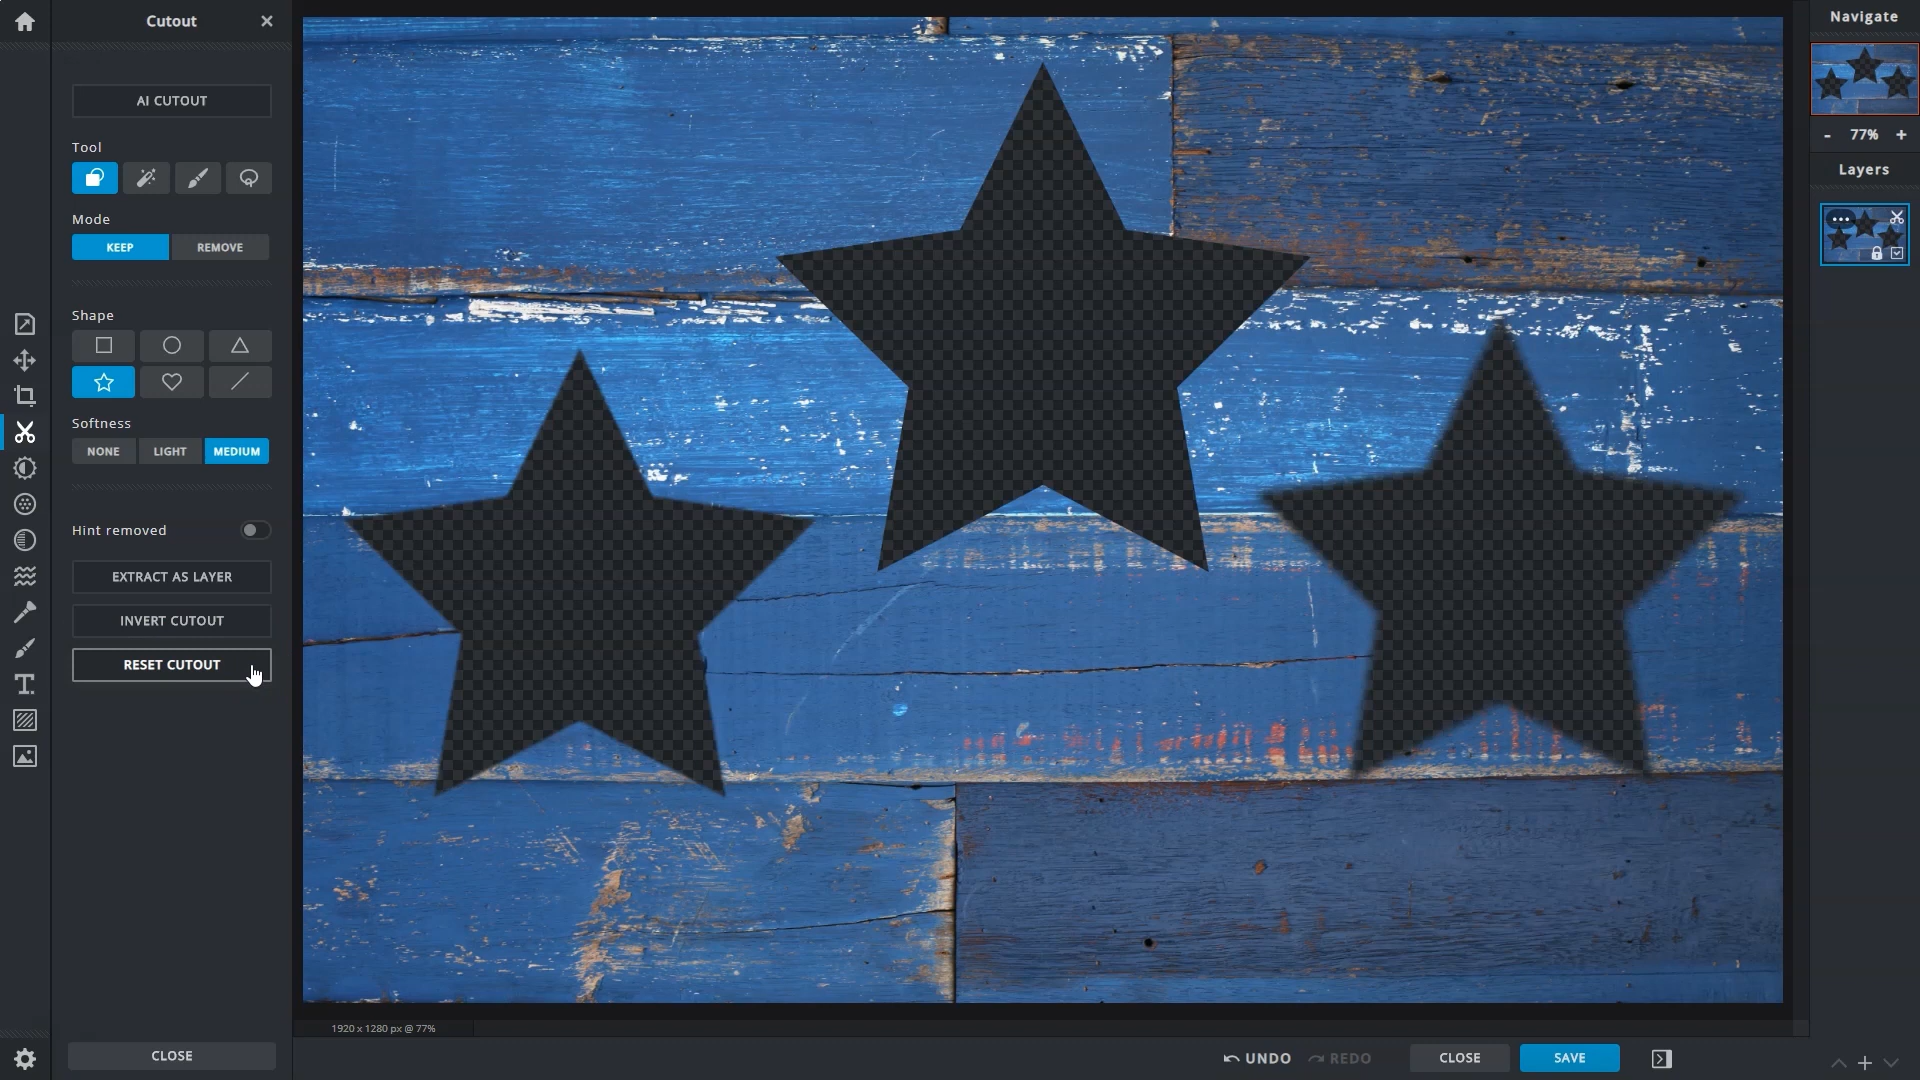 Cutout
AI CUTOUT
Tool
Mode
KEEP
REMOVE
Shape
Softness
NONE
LIGHT
MEDIUM
Hint removed
EXTRACT AS LAYER
INVERT CUTOUT
RESET CUTOUT
CLOSE
1920 x 1280 px @ 77%
UNDO
REDO
CLOSE
SAVE
Navigate
- 77% +
Layers